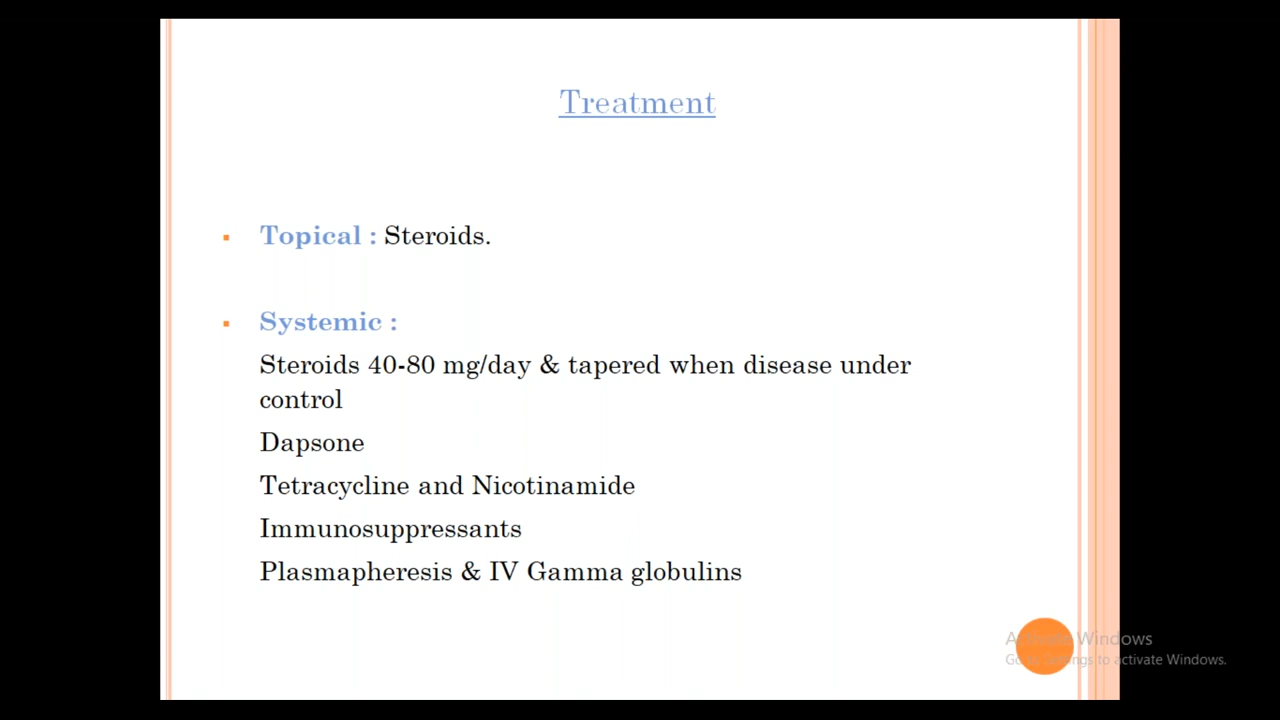 Treatment
Topical : Steroids.
Systemic :
Steroids 40-80 mg/day & tapered when disease under
control
Dapsone
Tetracycline and Nicotinamide
Immunosuppressants
Plasmapheresis & IV Gamma globulins
Activate Windows
Go to Settings to activate Windows.